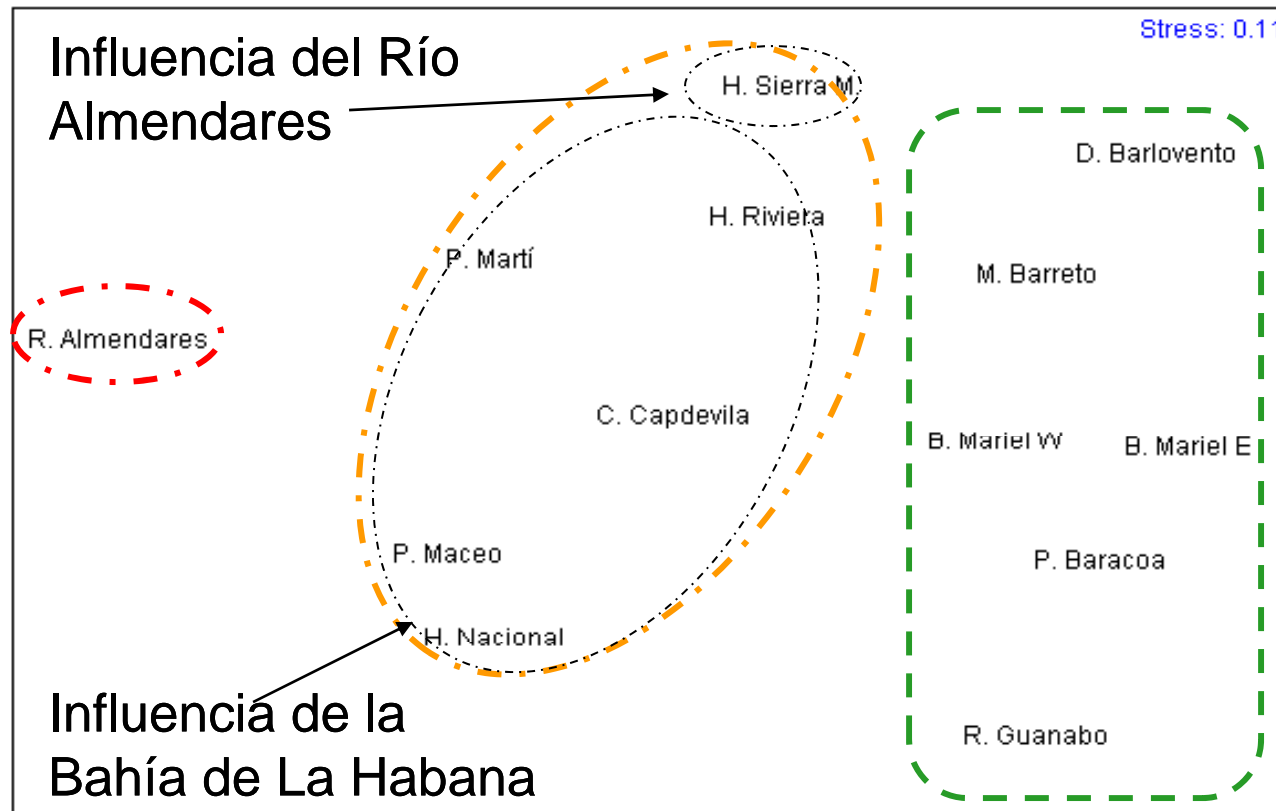 Stress: 0.11
Influencia del Río
Almendares
H. Sierra M.
D. Barlovento
H. Riviera
P. Martí
M. Barreto
R. Almendares
C. Capdevila
B. Mariel W
B. Mariel E
P. Maceo
P. Baracoa
H. Nacional
Influencia de la
Bahía de La Habana
R. Guanabo